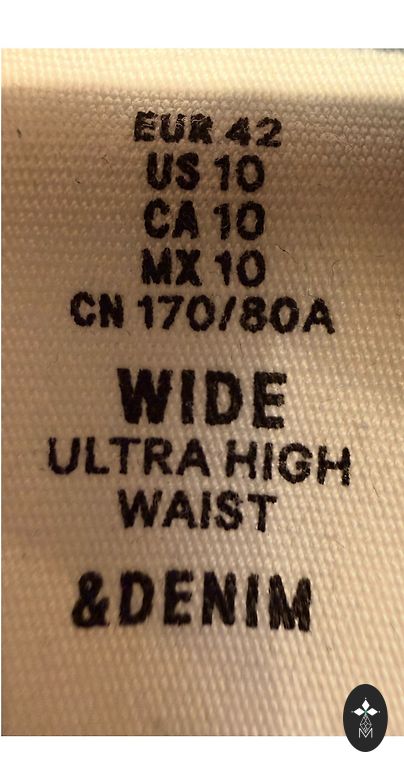 EUR 42
US 10
CA 10
MX 10
CN 170/80A
WIDE
ULTRA HIGH
WAIST
&DENIM